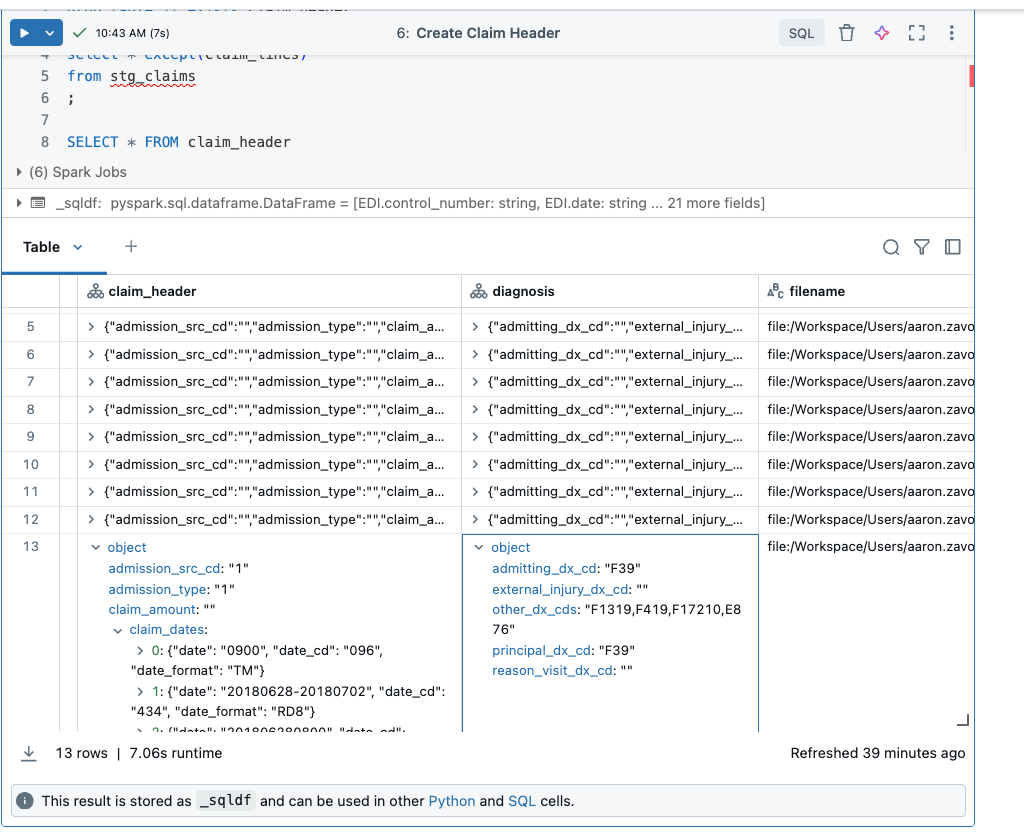 10:43 AM (7s)
6: Create Claim Header
SQL
4 select * except(claim_lines)
5 from stg_claims
6 ;
7
8 SELECT * FROM claim_header
(6) Spark Jobs
_sqldf: pyspark.sql.dataframe.DataFrame = [EDI.control_number: string, EDI.date: string ... 21 more fields]
Table
claim_header diagnosis filename
5 {"admission_src_cd":"","admission_type":"","claim_a... {"admitting_dx_cd":"","external_injury_... file:/Workspace/Users/aaron.zavo
6 {"admission_src_cd":"","admission_type":"","claim_a... {"admitting_dx_cd":"","external_injury_... file:/Workspace/Users/aaron.zavo
7 {"admission_src_cd":"","admission_type":"","claim_a... {"admitting_dx_cd":"","external_injury_... file:/Workspace/Users/aaron.zavo
8 {"admission_src_cd":"","admission_type":"","claim_a... {"admitting_dx_cd":"","external_injury_... file:/Workspace/Users/aaron.zavo
9 {"admission_src_cd":"","admission_type":"","claim_a... {"admitting_dx_cd":"","external_injury_... file:/Workspace/Users/aaron.zavo
10 {"admission_src_cd":"","admission_type":"","claim_a... {"admitting_dx_cd":"","external_injury_... file:/Workspace/Users/aaron.zavo
11 {"admission_src_cd":"","admission_type":"","claim_a... {"admitting_dx_cd":"","external_injury_... file:/Workspace/Users/aaron.zavo
12 {"admission_src_cd":"","admission_type":"","claim_a... {"admitting_dx_cd":"","external_injury_... file:/Workspace/Users/aaron.zavo
13 object
admission_src_cd: "1"
admission_type: "1"
claim_amount: ""
claim_dates:
0: {"date": "0900", "date_cd": "096",
"date_format": "TM"}
1: {"date": "20180628-20180702", "date_cd":
"434", "date_format": "RD8"}
2: {"date": "201806280800", "date_cd":
object
admitting_dx_cd: "F39"
external_injury_dx_cd: ""
other_dx_cds: "F1319,F419,F17210,E8
76"
principal_dx_cd: "F39"
reason_visit_dx_cd: ""
file:/Workspace/Users/aaron.zavo
13 rows | 7.06s runtime
Refreshed 39 minutes ago
This result is stored as _sqldf and can be used in other Python and SQL cells.